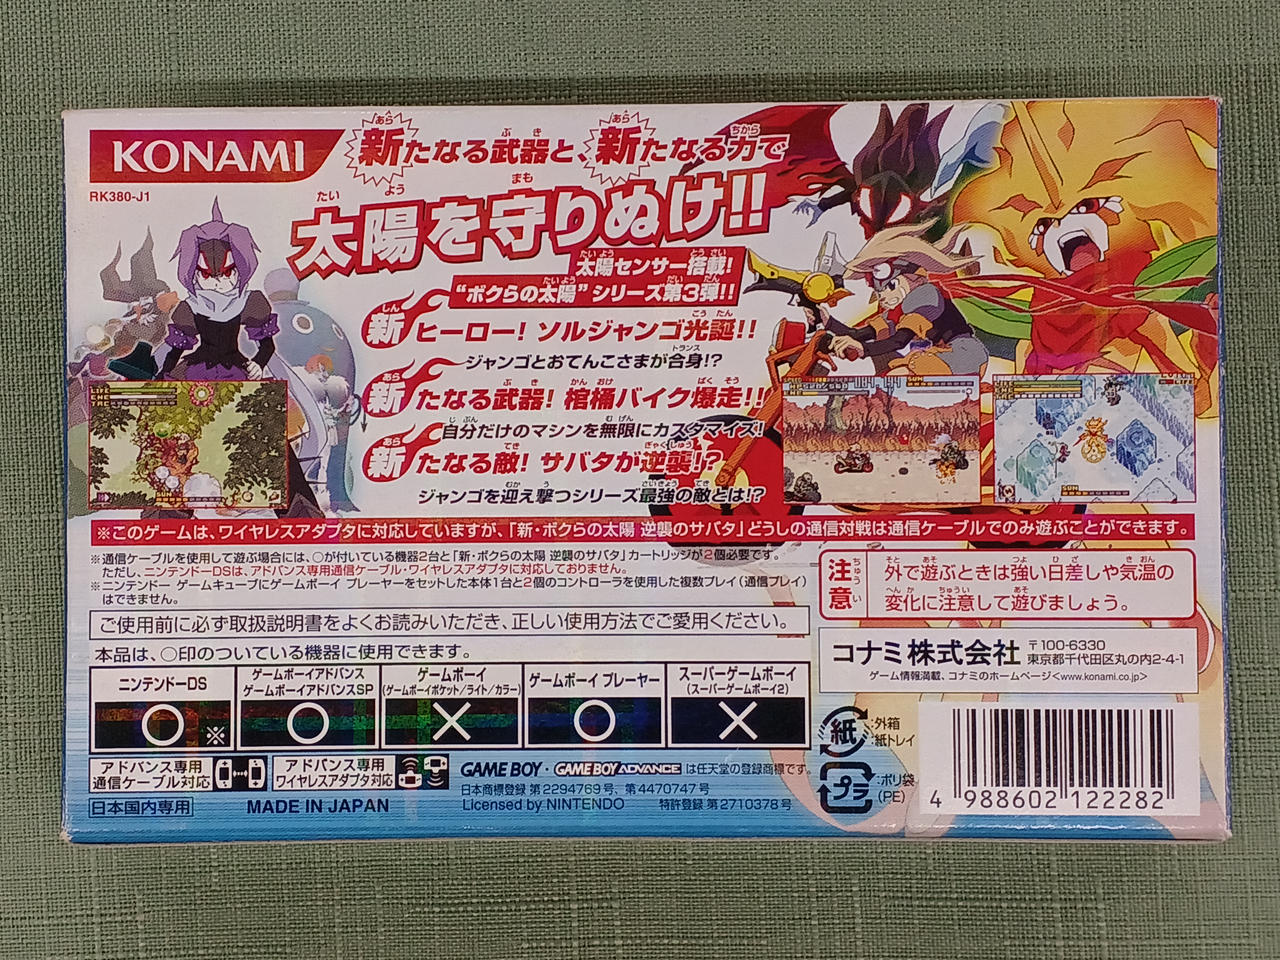 KONAMI
RK380-J1
新たなる武器と、新たなる力で
太陽を守りぬけ!!
太陽センサー搭載!
“ボクらの太陽”シリーズ第3弾!!
新ヒーロー! ソルジャンゴ光誕!!
ジャンゴとおてんこさまが合身!?
新たなる武器! 棺桶バイク爆走!!
自分だけのマシンを無限にカスタマイズ!
新たなる敵! サバタが逆襲!?
ジャンゴを迎え撃つシリーズ最強の敵とは!?
※このゲームは、ワイヤレスアダプタに対応していますが、「新・ボクらの太陽 逆襲のサバタ」どうしの通信対戦は通信ケーブルでのみ遊ぶことができます。
※通信ケーブルを使用して遊ぶ場合には、○が付いている機器2台と「新・ボクらの太陽 逆襲のサバタ」カートリッジが2個必要です。
ただし、ニンテンドーDSは、アドバンス専用通信ケーブル・ワイヤレスアダプタに対応しておりません。
※ニンテンドー ゲームキューブにゲームボーイ プレーヤーをセットした本体1台と2個のコントローラを使用した複数プレイ(通信プレイ)
はできません。
注意
外で遊ぶときは強い日差しや気温の
変化に注意して遊びましょう。
ご使用前に必ず取扱説明書をよくお読みいただき、正しい使用方法でご愛用ください。
本品は、○印のついている機器に使用できます。
ニンテンドーDS
○※
ゲームボーイアドバンス
ゲームボーイアドバンスSP
○
ゲームボーイ
(ゲームボーイポケット/ライト/カラー)
×
ゲームボーイ プレーヤー
○
スーパーゲームボーイ
(スーパーゲームボーイ2)
×
コナミ株式会社
〒100-6330
東京都千代田区丸の内2-4-1
ゲーム情報満載、コナミのホームページ<www.konami.co.jp>
アドバンス専用
通信ケーブル対応
アドバンス専用
ワイヤレスアダプタ対応
日本国内専用
MADE IN JAPAN
GAME BOY・GAME BOY ADVANCE は任天堂の登録商標です。
日本商標登録 第2294769号、第4470747号
Licensed by NINTENDO 特許登録 第2710378号
紙
:外箱
:紙トレイ
プラ
:ポリ袋
(PE)
4 988602 122282